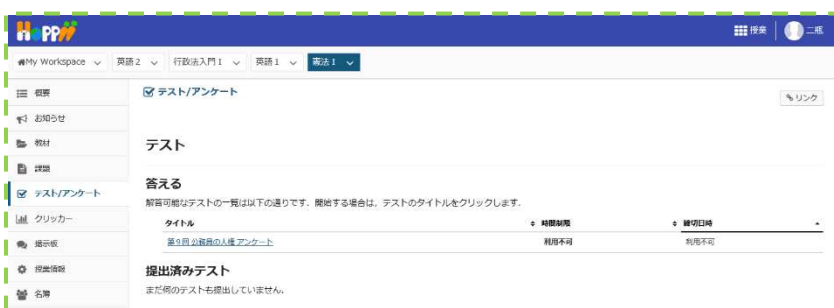 Hoppii
授業 二瓶
My Workspace 英語2 行政法入門1 英語1 憲法1
概要
テスト/アンケート
リンク
お知らせ
教材
テスト
課題
答える
テスト/アンケート
解答可能なテストの一覧は以下の通りです．開始する場合は，テストのタイトルをクリックします．
クリッカー
タイトル 時間制限 締切日時
掲示板
第9回 公務員の人権 アンケート 利用不可 利用不可
授業情報
提出済みテスト
名簿
まだ何のテストも提出していません。